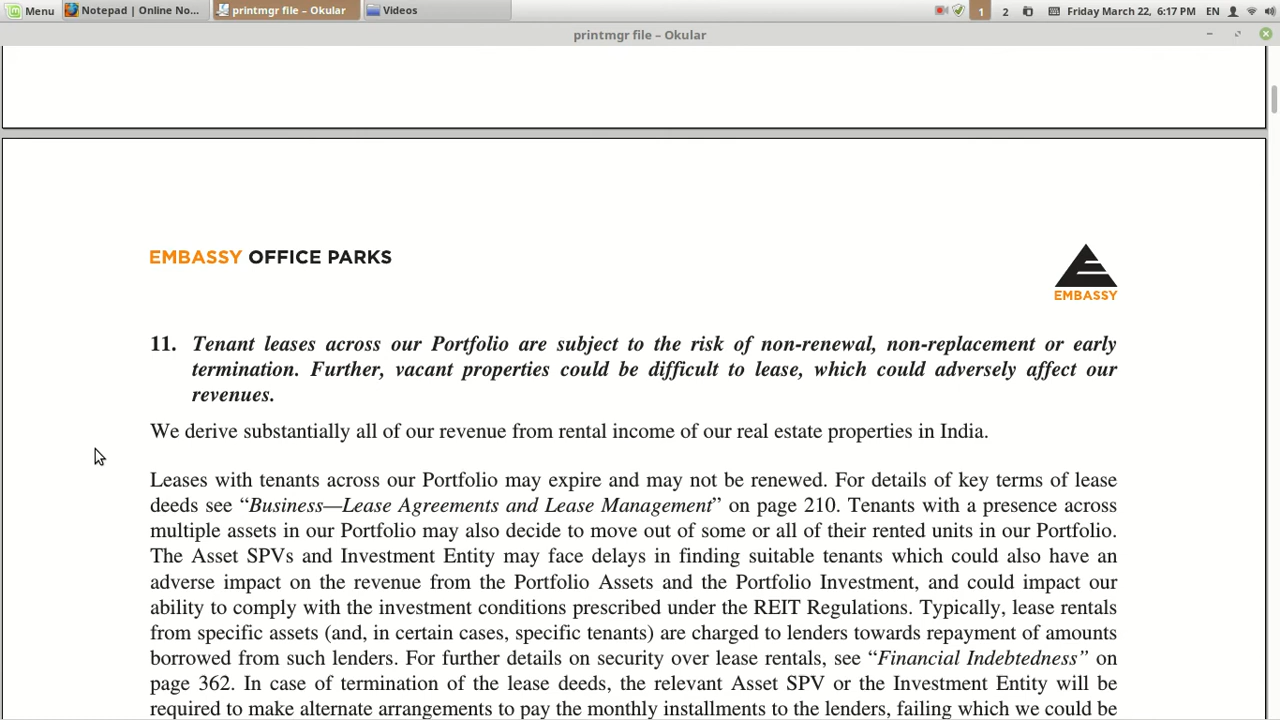 Menu Notepad | Online No... printmgr file – Okular Videos 1 2 Friday March 22, 6:17 PM EN
printmgr file – Okular
EMBASSY OFFICE PARKS
EMBASSY
11. Tenant leases across our Portfolio are subject to the risk of non-renewal, non-replacement or early
termination. Further, vacant properties could be difficult to lease, which could adversely affect our
revenues.
We derive substantially all of our revenue from rental income of our real estate properties in India.
Leases with tenants across our Portfolio may expire and may not be renewed. For details of key terms of lease
deeds see “Business—Lease Agreements and Lease Management” on page 210. Tenants with a presence across
multiple assets in our Portfolio may also decide to move out of some or all of their rented units in our Portfolio.
The Asset SPVs and Investment Entity may face delays in finding suitable tenants which could also have an
adverse impact on the revenue from the Portfolio Assets and the Portfolio Investment, and could impact our
ability to comply with the investment conditions prescribed under the REIT Regulations. Typically, lease rentals
from specific assets (and, in certain cases, specific tenants) are charged to lenders towards repayment of amounts
borrowed from such lenders. For further details on security over lease rentals, see “Financial Indebtedness” on
page 362. In case of termination of the lease deeds, the relevant Asset SPV or the Investment Entity will be
required to make alternate arrangements to pay the monthly installments to the lenders, failing which we could be